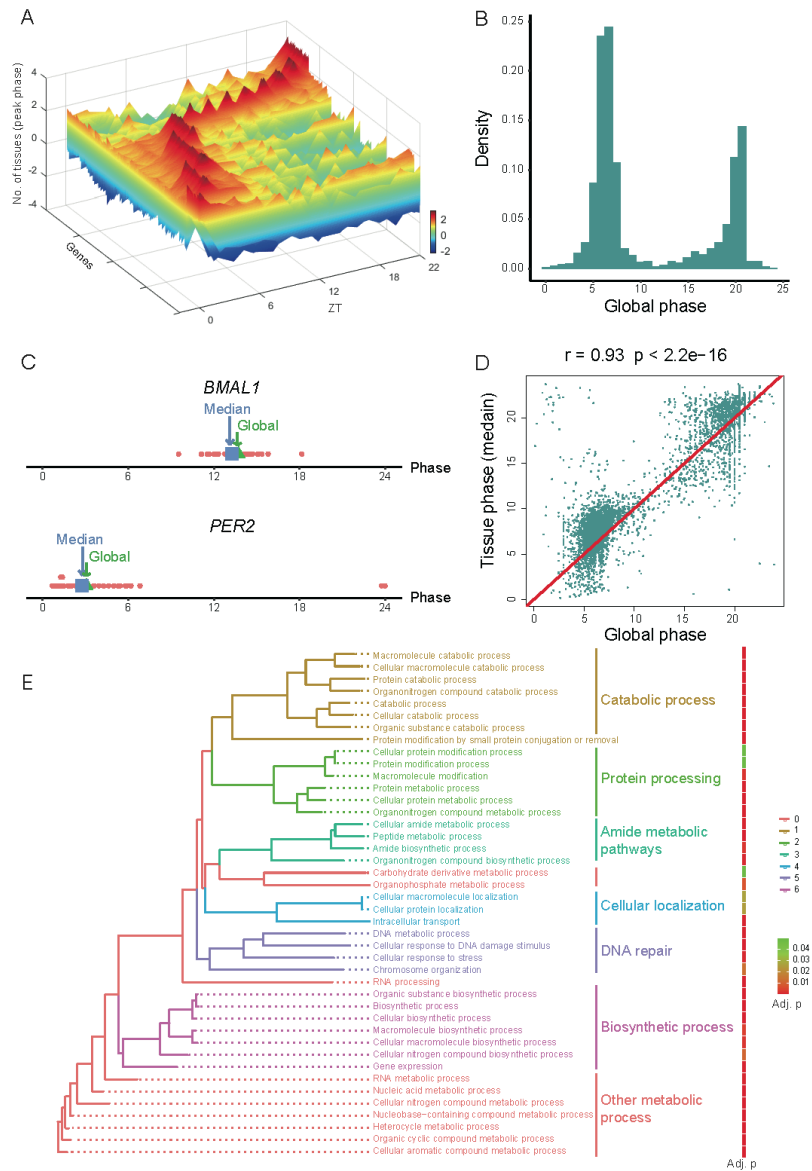 A
No. of tissues (peak phase)
4
2
0
-2
-4
Genes
0
6
12
18
22
ZT
2
0
-2
B
Density
0.25
0.20
0.15
0.10
0.05
0.00
0
5
10
15
20
25
Global phase
C
BMAL1
Median
Global
Phase
0
6
12
18
24
PER2
Median
Global
Phase
0
6
12
18
24
D
r = 0.93 p < 2.2e−16
Tissue phase (medain)
20
15
10
5
0
0
5
10
15
20
Global phase
E
Macromolecule catabolic process
Cellular macromolecule catabolic process
Protein catabolic process
Organonitrogen compound catabolic process
Catabolic process
Cellular catabolic process
Organic substance catabolic process
Protein modification by small protein conjugation or removal
Catabolic process
Cellular protein modification process
Protein modification process
Macromolecule modification
Protein metabolic process
Cellular protein metabolic process
Organonitrogen compound metabolic process
Protein processing
Cellular amide metabolic process
Peptide metabolic process
Amide biosynthetic process
Organonitrogen compound biosynthetic process
Amide metabolic
pathways
Carbohydrate derivative metabolic process
Organophosphate metabolic process
Cellular macromolecule localization
Cellular protein localization
Intracellular transport
Cellular localization
DNA metabolic process
Cellular response to DNA damage stimulus
Cellular response to stress
Chromosome organization
DNA repair
RNA processing
Organic substance biosynthetic process
Biosynthetic process
Cellular biosynthetic process
Macromolecule biosynthetic process
Cellular macromolecule biosynthetic process
Cellular nitrogen compound biosynthetic process
Gene expression
Biosynthetic process
RNA metabolic process
Nucleic acid metabolic process
Cellular nitrogen compound metabolic process
Nucleobase−containing compound metabolic process
Heterocycle metabolic process
Organic cyclic compound metabolic process
Cellular aromatic compound metabolic process
Other metabolic
process
Adj. p
0
1
2
3
4
5
6
0.04
0.03
0.02
0.01
Adj. p